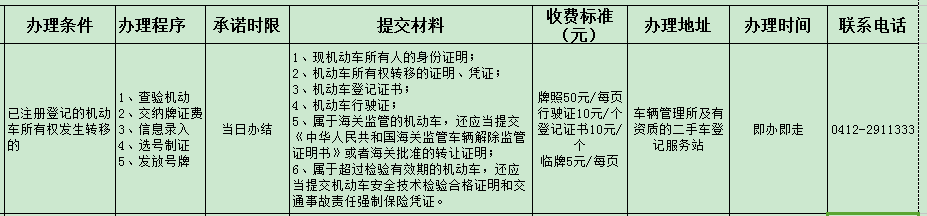 办理条件
办理程序
承诺时限
提交材料
收费标准
（元）
办理地址
办理时间
联系电话
已注册登记的机动
车所有权发生转移
的
1、查验机动
2、交纳牌证费
3、信息录入
4、选号制证
5、发放号牌
当日办结
1、现机动车所有人的身份证明；
2、机动车所有权转移的证明、凭证；
3、机动车登记证书；
4、机动车行驶证；
5、属于海关监管的机动车，还应当提交
《中华人民共和国海关监管车辆解除监管
证明书》或者海关批准的转让证明；
6、属于超过检验有效期的机动车，还应
当提交机动车安全技术检验合格证明和交
通事故责任强制保险凭证。
牌照50元/每页
行驶证10元/个
登记证书10元/
个
临牌5元/每页
车辆管理所及有
资质的二手车登
记服务站
即办即走
0412-2911333